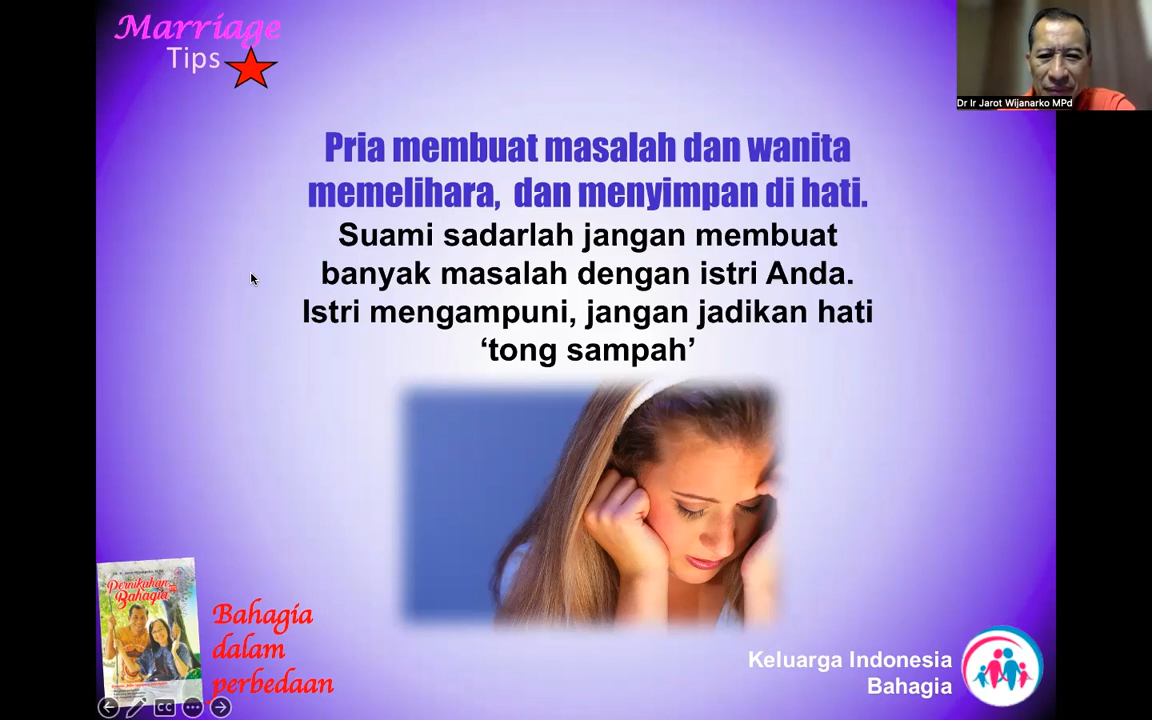 Marriage
Tips
Dr Ir Jarot Wijanarko MPd
Pria membuat masalah dan wanita
memelihara, dan menyimpan di hati.
Suami sadarlah jangan membuat
banyak masalah dengan istri Anda.
Istri mengampuni, jangan jadikan hati
‘tong sampah’
Pernikahan
Bahagia
Bahagia
dalam
perbedaan
Keluarga Indonesia
Bahagia
CC